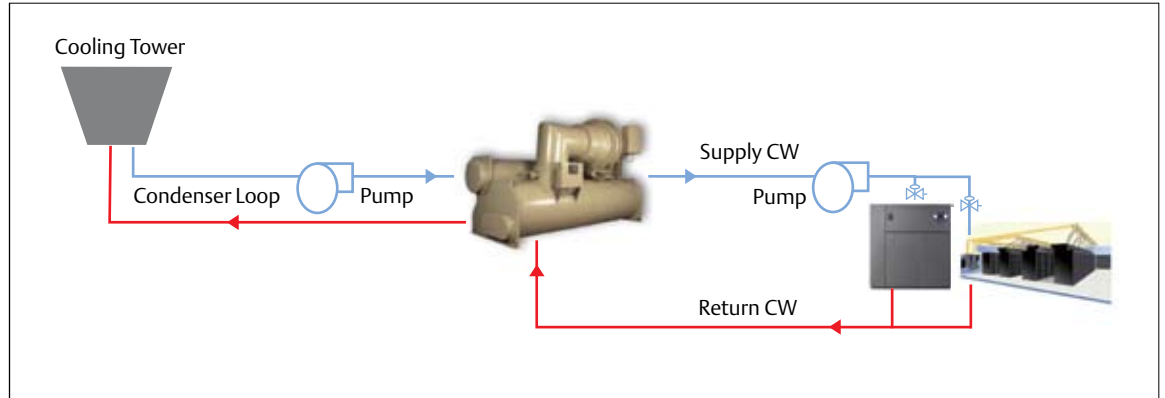 Cooling Tower
Supply CW
Condenser Loop
Pump
Pump
Return CW